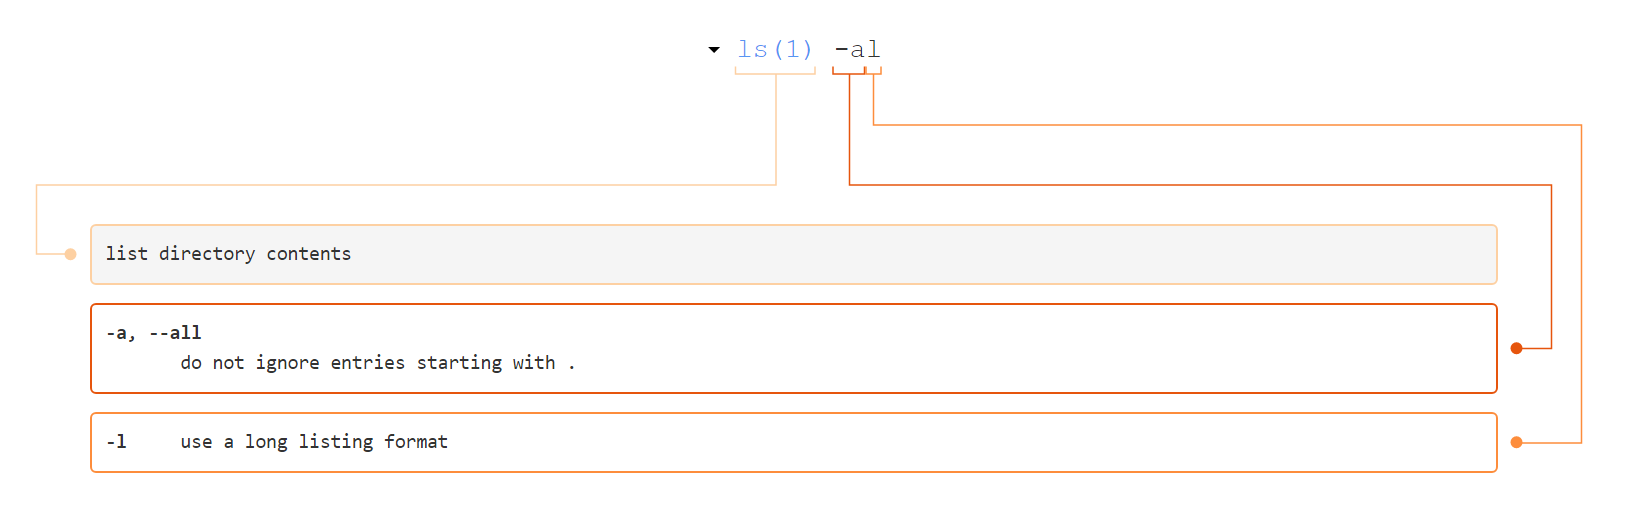 ls(1) -al
list directory contents
-a, --all
do not ignore entries starting with .
-l     use a long listing format